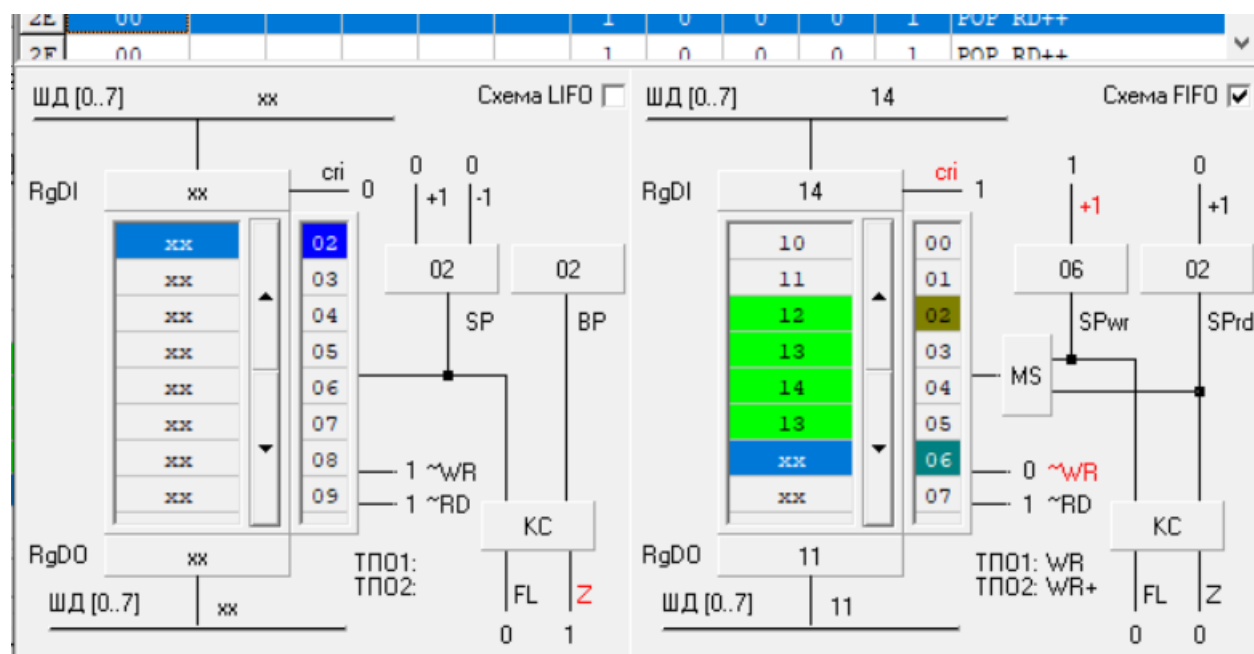 2E 00 1 0 0 0 1 POP RD++
2F 00 1 0 0 0 1 POP RD++
ШД [0..7] xx Схема LIFO
RgDI xx cri 0 0 0
+1 -1
xx 02
xx 03
xx 04
xx 05
xx 06
xx 07
xx 08
xx 09
02 02
SP BP
1 ~WR
1 ~RD
КС
RgDO xx
ТП01:
ТП02:
FL Z
ШД [0..7] xx
0 1
ШД [0..7] 14 Схема FIFO
RgDI 14 cri 1 1 0
+1 +1
10 00
11 01
12 02
13 03
14 04
13 05
xx 06
xx 07
06 02
SPwr SPrd
MS
0 ~WR
1 ~RD
КС
RgDO 11
ТП01: WR
ТП02: WR+
FL Z
ШД [0..7] 11
0 0